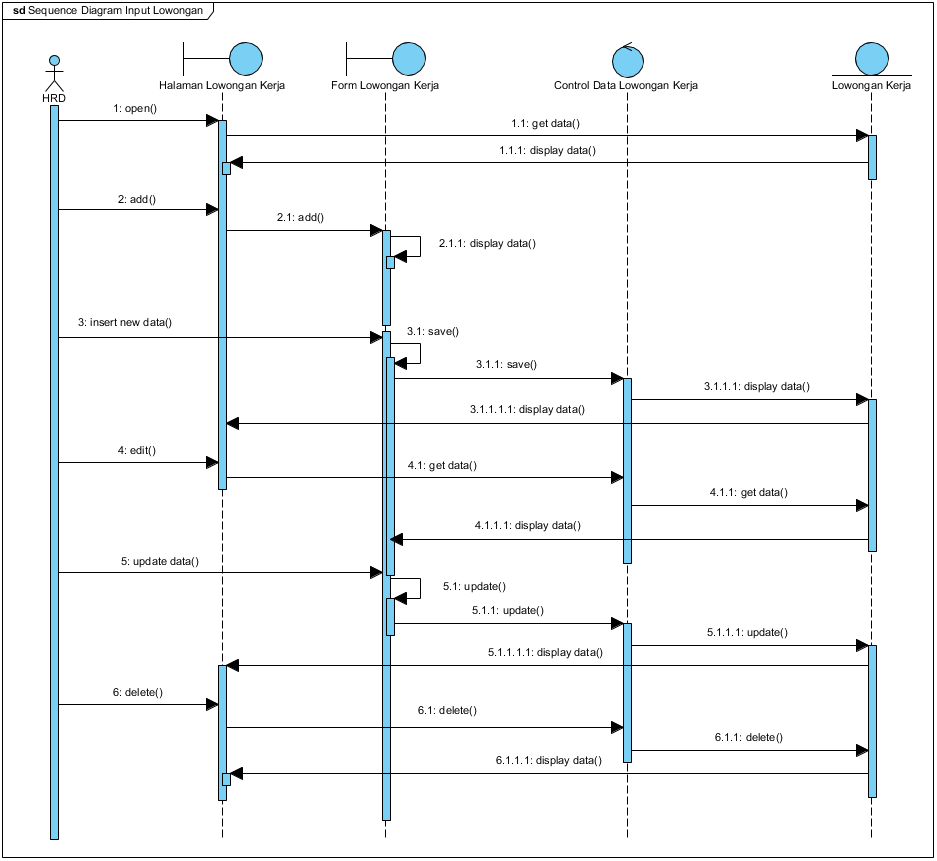 sd Sequence Diagram Input Lowongan
HRD
Halaman Lowongan Kerja
Form Lowongan Kerja
Control Data Lowongan Kerja
Lowongan Kerja
1: open()
1.1: get data()
1.1.1: display data()
2: add()
2.1: add()
2.1.1: display data()
3: insert new data()
3.1: save()
3.1.1: save()
3.1.1.1: display data()
3.1.1.1.1: display data()
4: edit()
4.1: get data()
4.1.1: get data()
4.1.1.1: display data()
5: update data()
5.1: update()
5.1.1: update()
5.1.1.1: update()
5.1.1.1.1: display data()
6: delete()
6.1: delete()
6.1.1: delete()
6.1.1.1: display data()